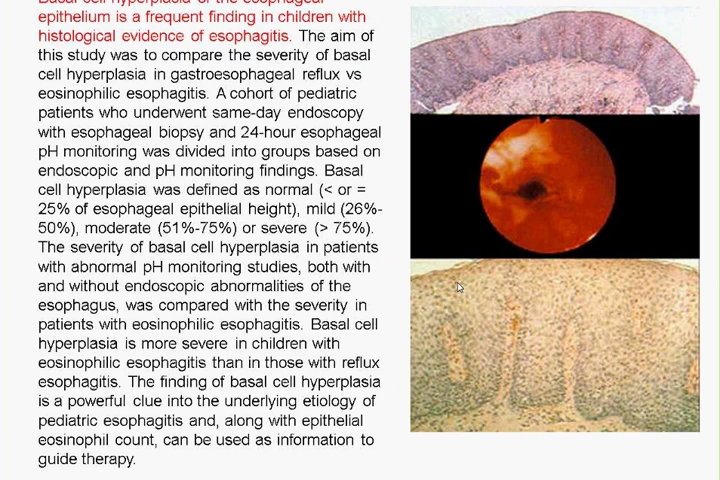 Basal cell hyperplasia of the esophageal
epithelium is a frequent finding in children with
histological evidence of esophagitis. The aim of
this study was to compare the severity of basal
cell hyperplasia in gastroesophageal reflux vs
eosinophilic esophagitis. A cohort of pediatric
patients who underwent same-day endoscopy
with esophageal biopsy and 24-hour esophageal
pH monitoring was divided into groups based on
endoscopic and pH monitoring findings. Basal
cell hyperplasia was defined as normal (< or =
25% of esophageal epithelial height), mild (26%-
50%), moderate (51%-75%) or severe (> 75%).
The severity of basal cell hyperplasia in patients
with abnormal pH monitoring studies, both with
and without endoscopic abnormalities of the
esophagus, was compared with the severity in
patients with eosinophilic esophagitis. Basal cell
hyperplasia is more severe in children with
eosinophilic esophagitis than in those with reflux
esophagitis. The finding of basal cell hyperplasia
is a powerful clue into the underlying etiology of
pediatric esophagitis and, along with epithelial
eosinophil count, can be used as information to
guide therapy.